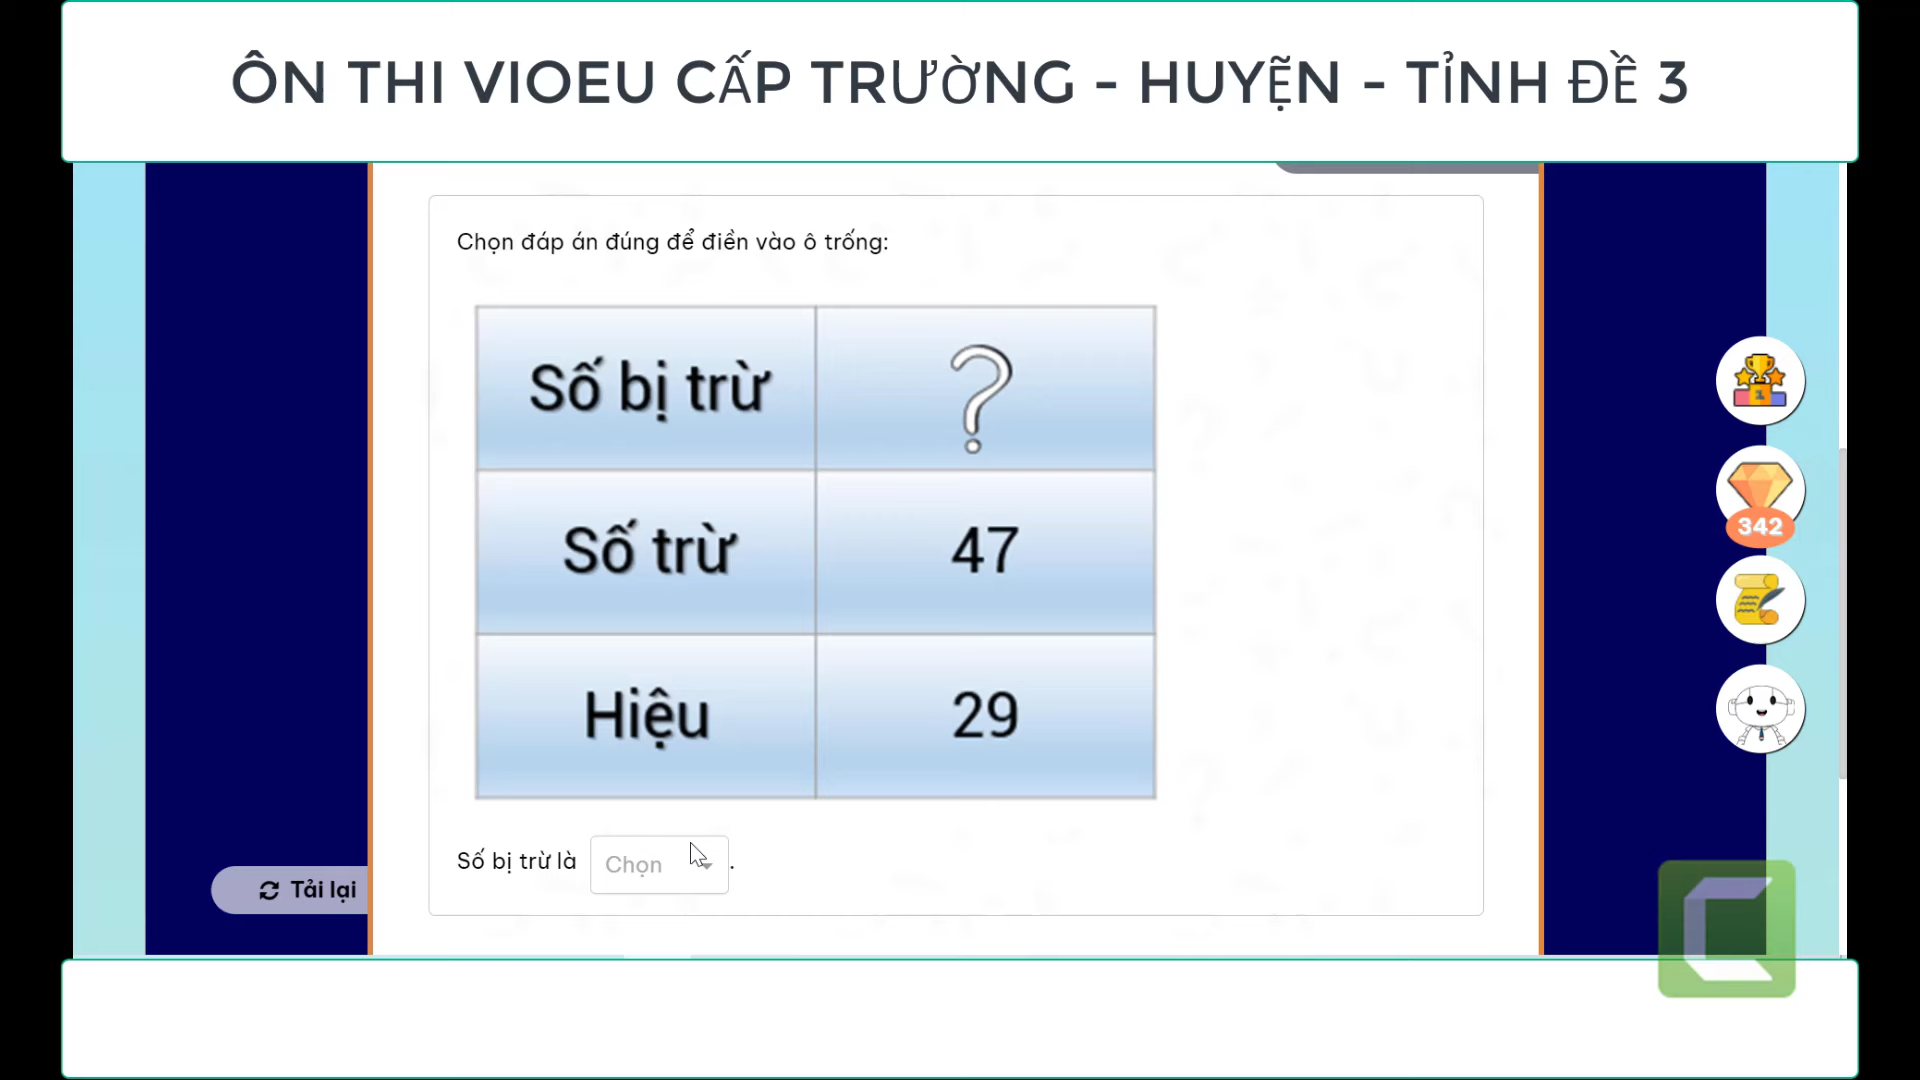 ÔN THI VIOEU CẤP TRƯỜNG - HUYỆN - TỈNH ĐỀ 3
Chọn đáp án đúng để điền vào ô trống:
Số bị trừ ?
Số trừ 47
Hiệu 29
Số bị trừ là Chọn .
Tải lại
1
342